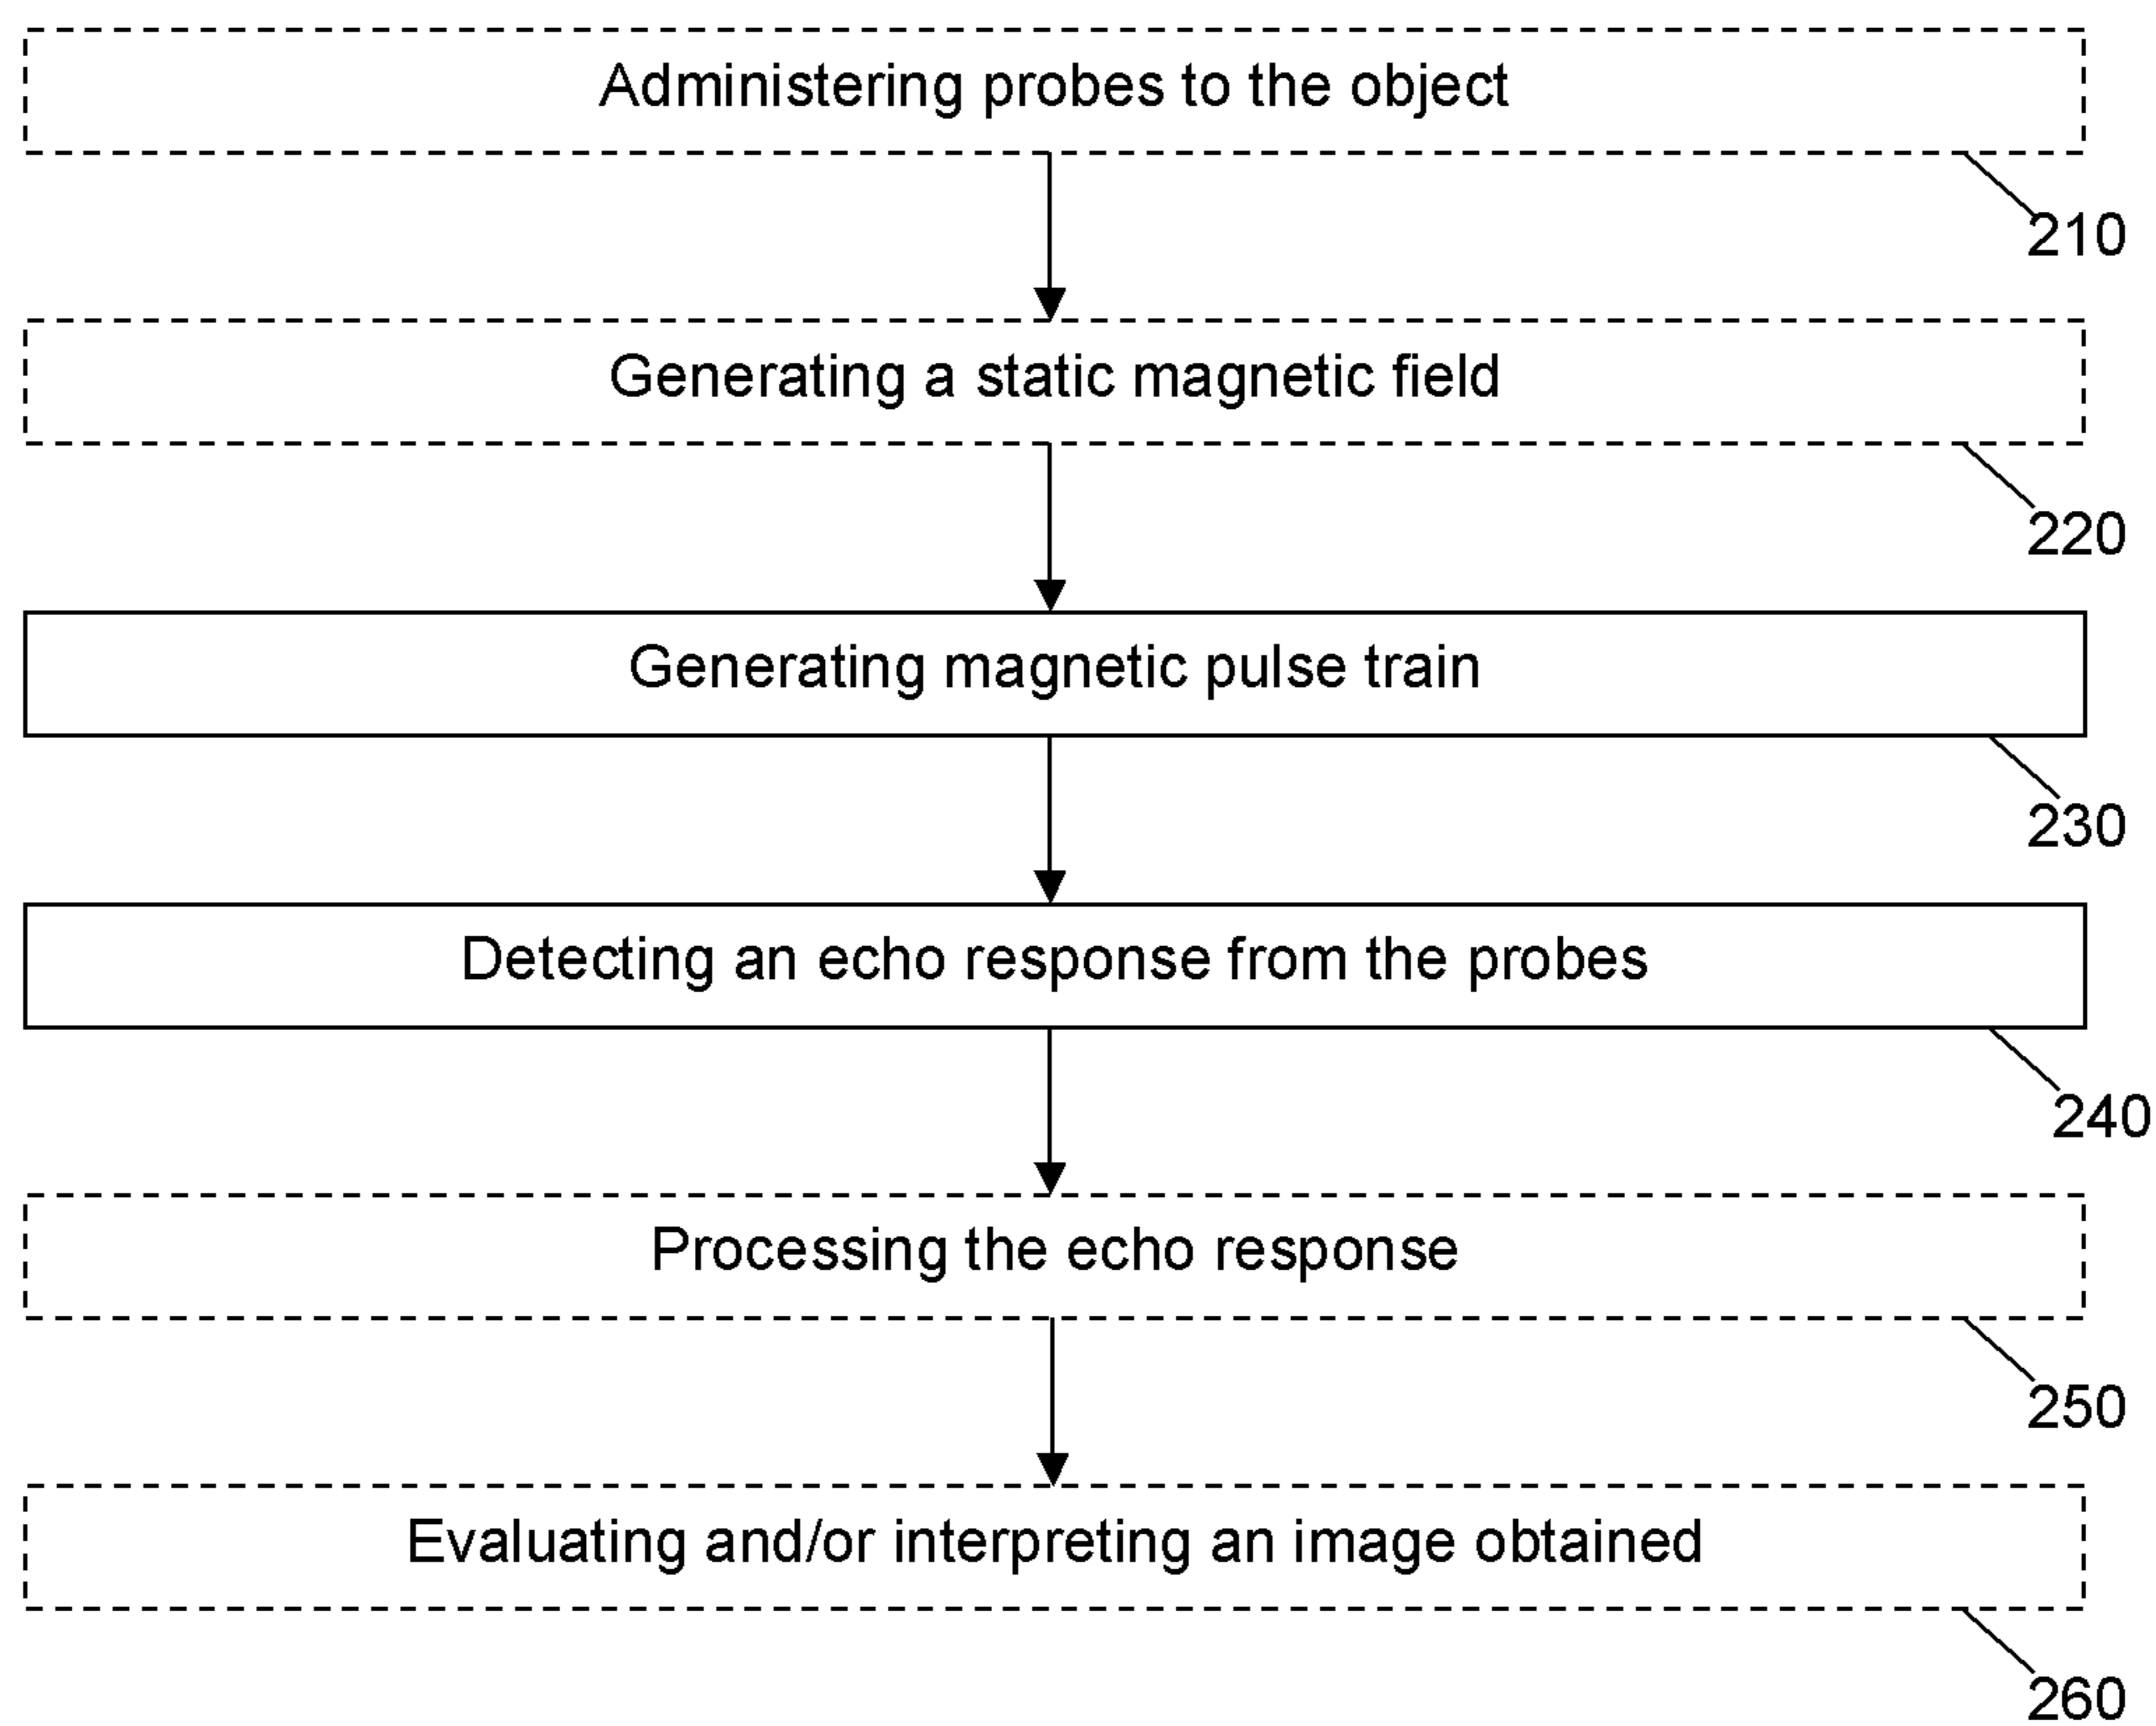 Administering probes to the object
210
Generating a static magnetic field
220
Generating magnetic pulse train
230
Detecting an echo response from the probes
240
Processing the echo response
250
Evaluating and/or interpreting an image obtained
260